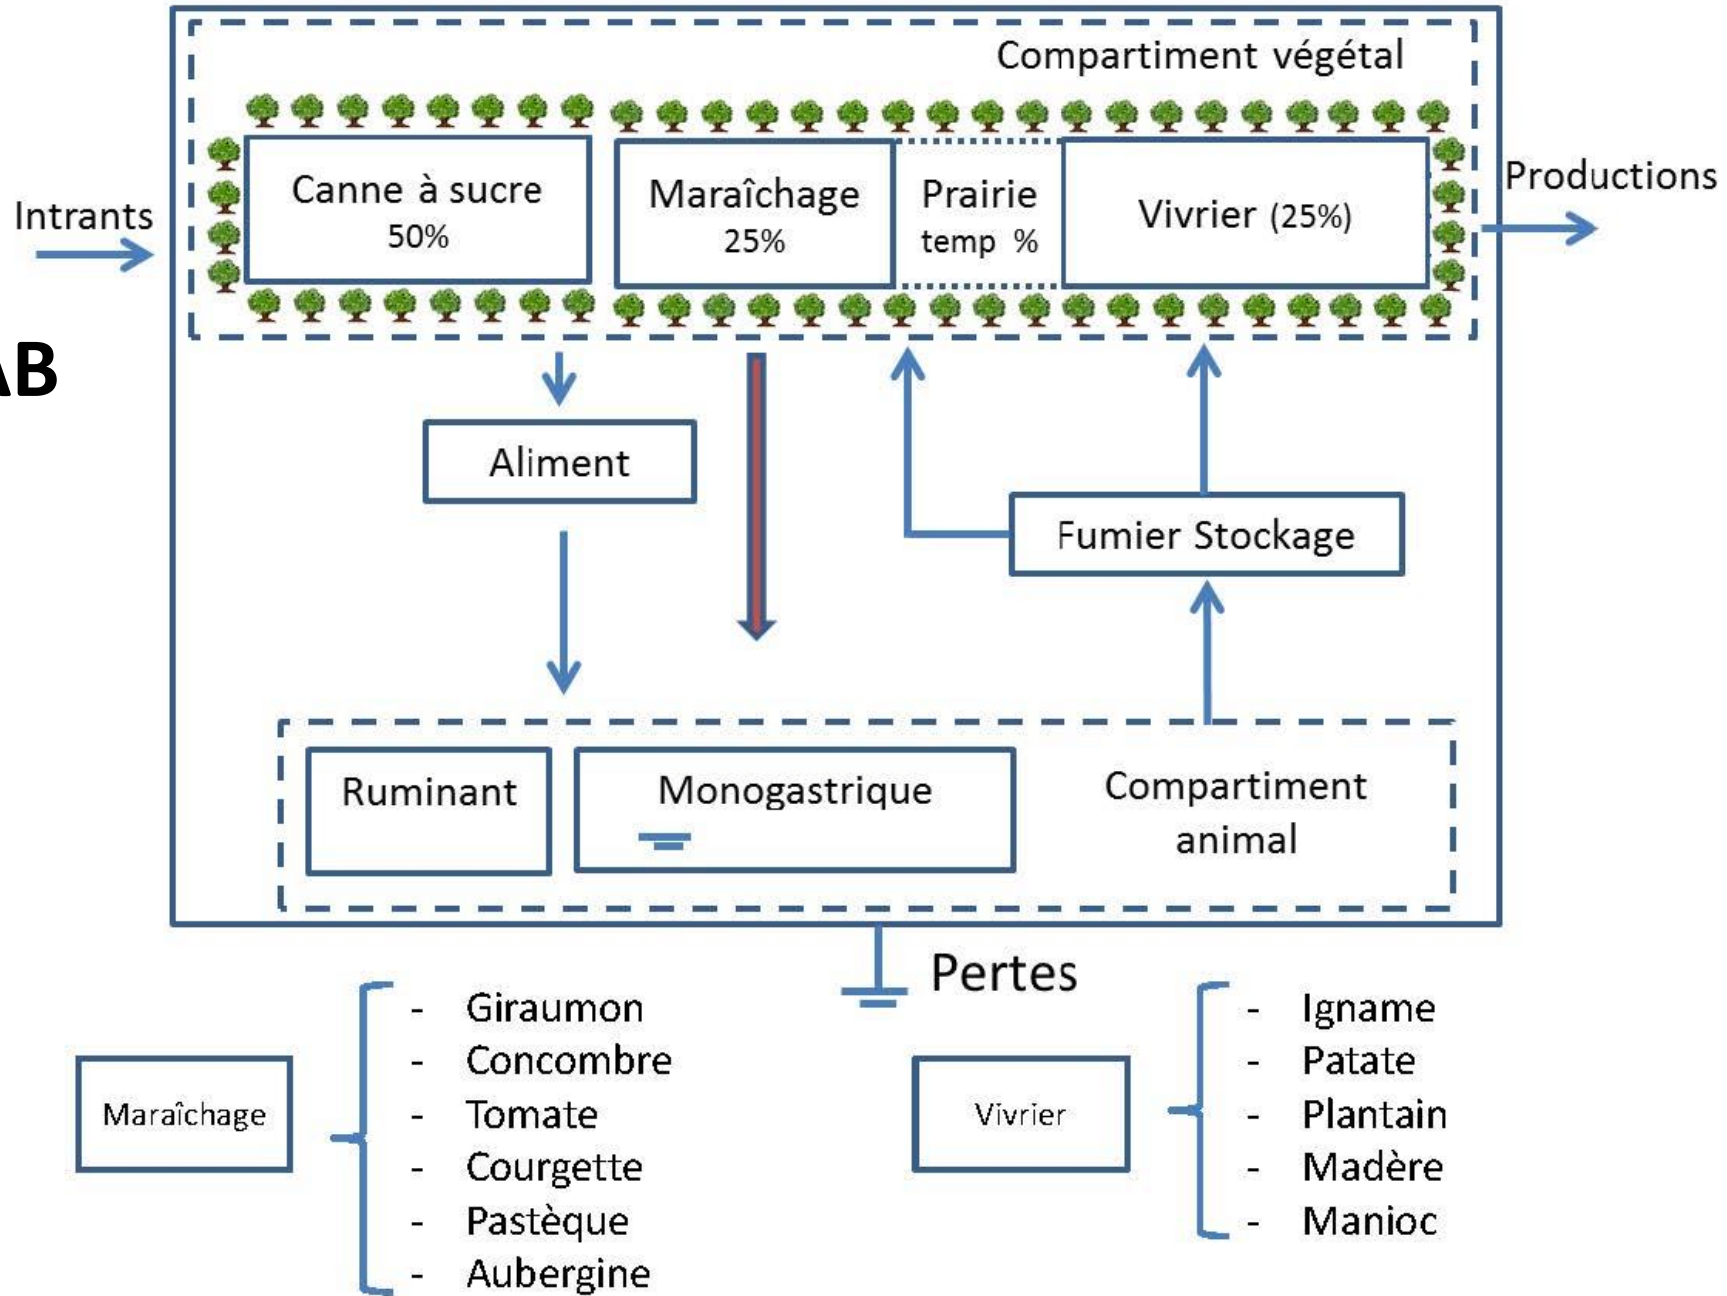 Compartiment végétal
Intrants
Canne à sucre
50%
Maraîchage
25%
Prairie
temp %
Vivrier (25%)
Productions
AB
Aliment
Fumier Stockage
Ruminant
Monogastrique
Compartiment
animal
Pertes
Maraîchage
- Giraumon
- Concombre
- Tomate
- Courgette
- Pastèque
- Aubergine
Vivrier
- Igname
- Patate
- Plantain
- Madère
- Manioc